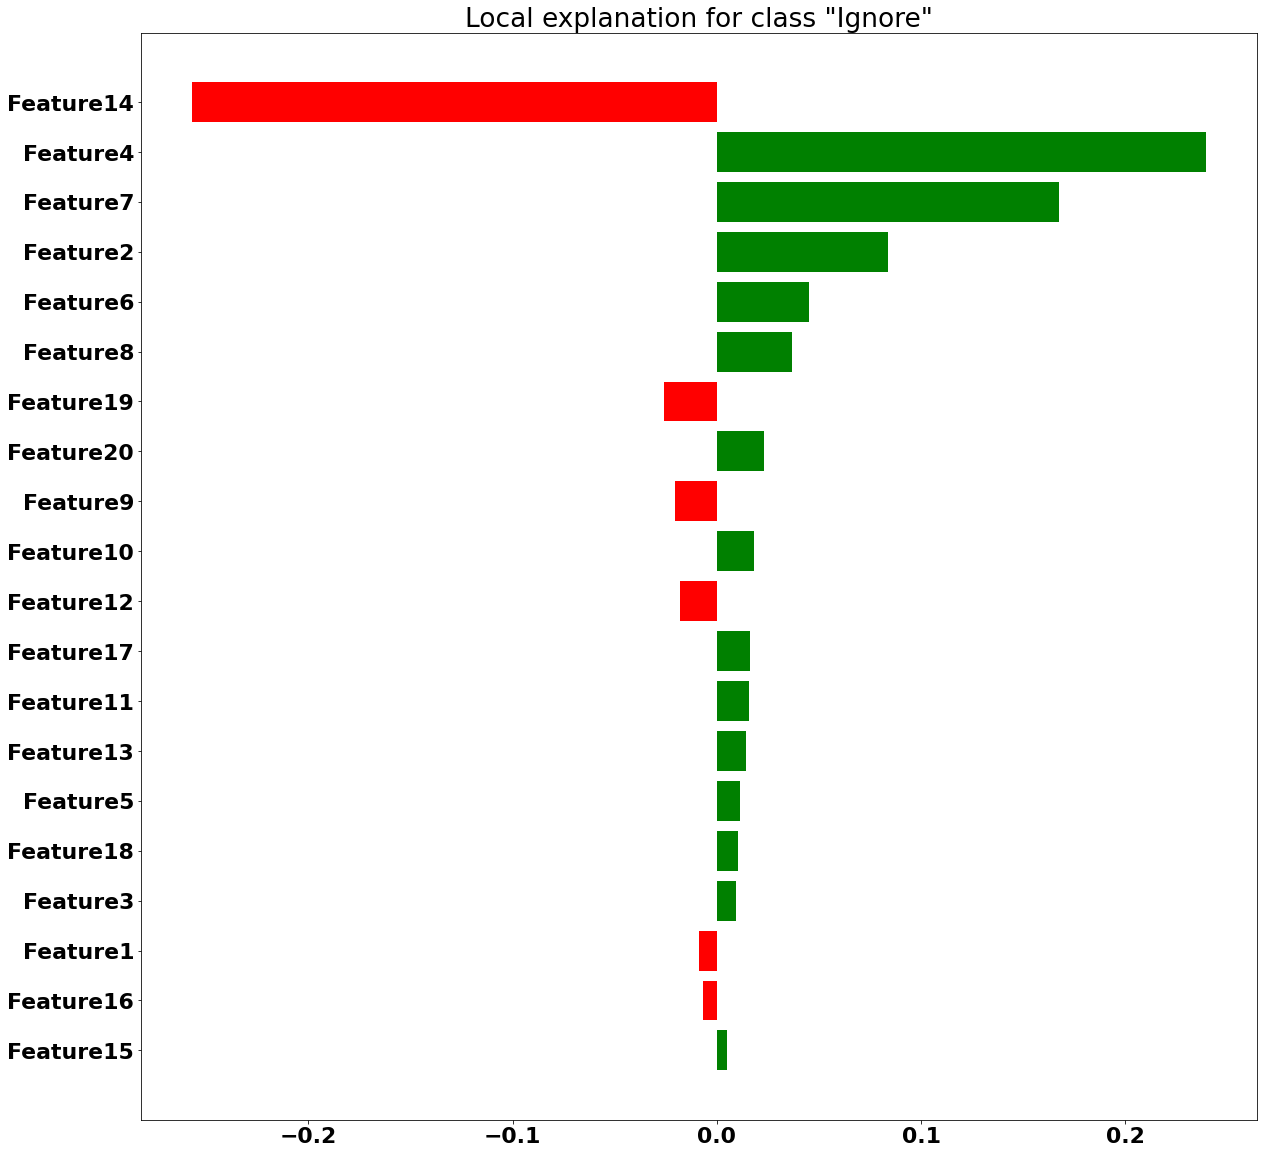 Local explanation for class "Ignore"
Feature14
Feature4
Feature7
Feature2
Feature6
Feature8
Feature19
Feature20
Feature9
Feature10
Feature12
Feature17
Feature11
Feature13
Feature5
Feature18
Feature3
Feature1
Feature16
Feature15
−0.2 −0.1 0.0 0.1 0.2